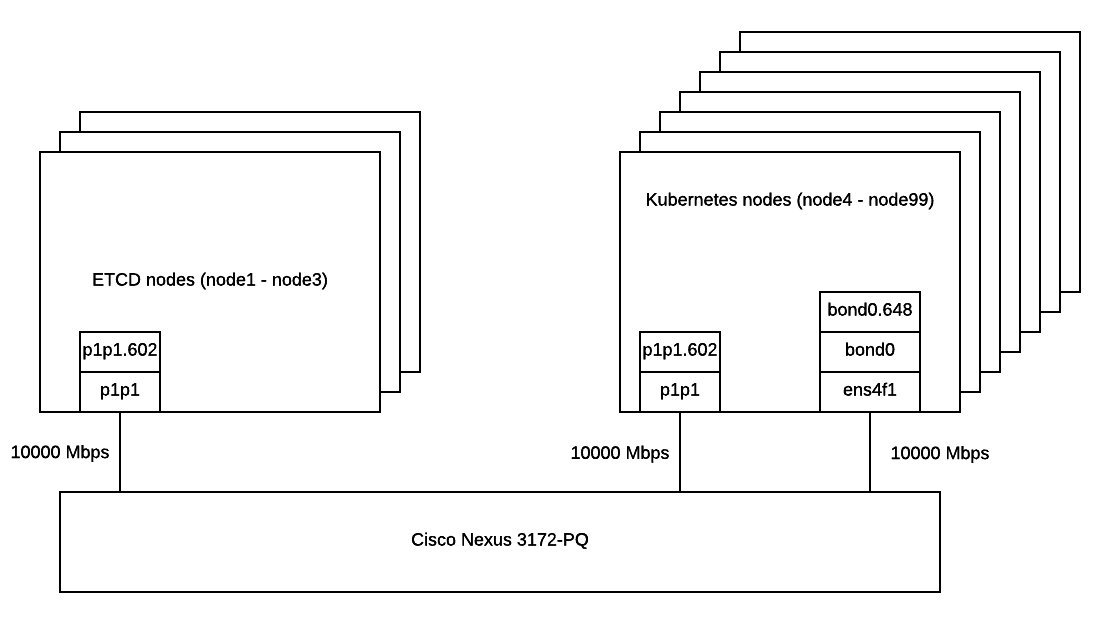 Kubernetes nodes (node4 - node99)
ETCD nodes (node1 - node3)
bond0.648
p1p1.602
p1p1.602
bond0
p1p1
p1p1
ens4f1
10000 Mbps
10000 Mbps
10000 Mbps
Cisco Nexus 3172-PQ